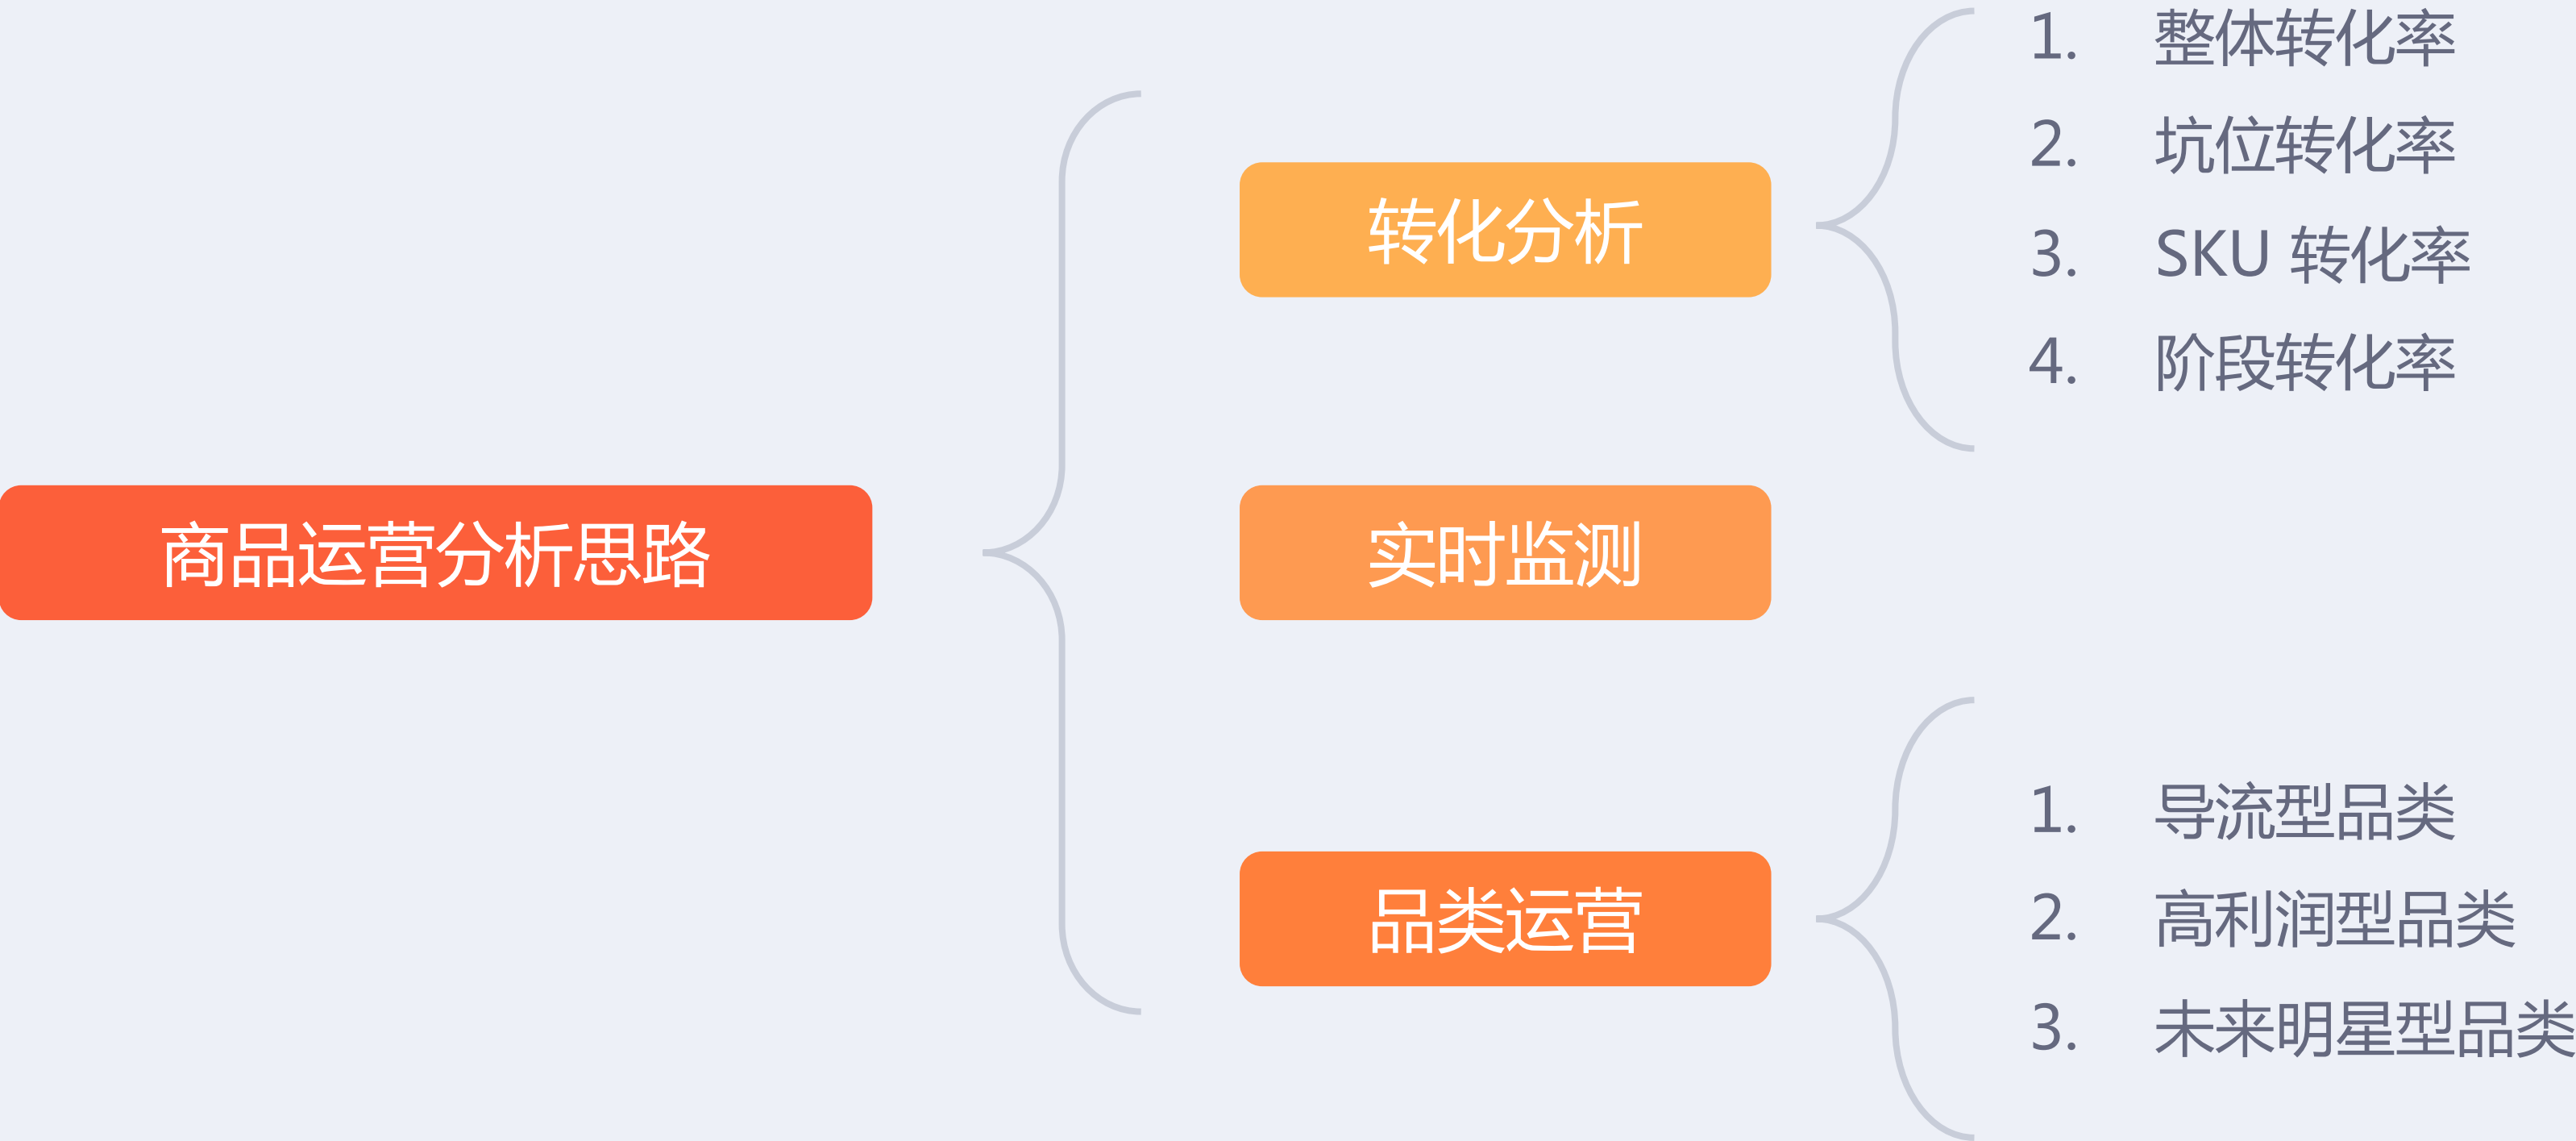 商品运营分析思路
转化分析
1. 整体转化率
2. 坑位转化率
3. SKU 转化率
4. 阶段转化率
实时监测
品类运营
1. 导流型品类
2. 高利润型品类
3. 未来明星型品类